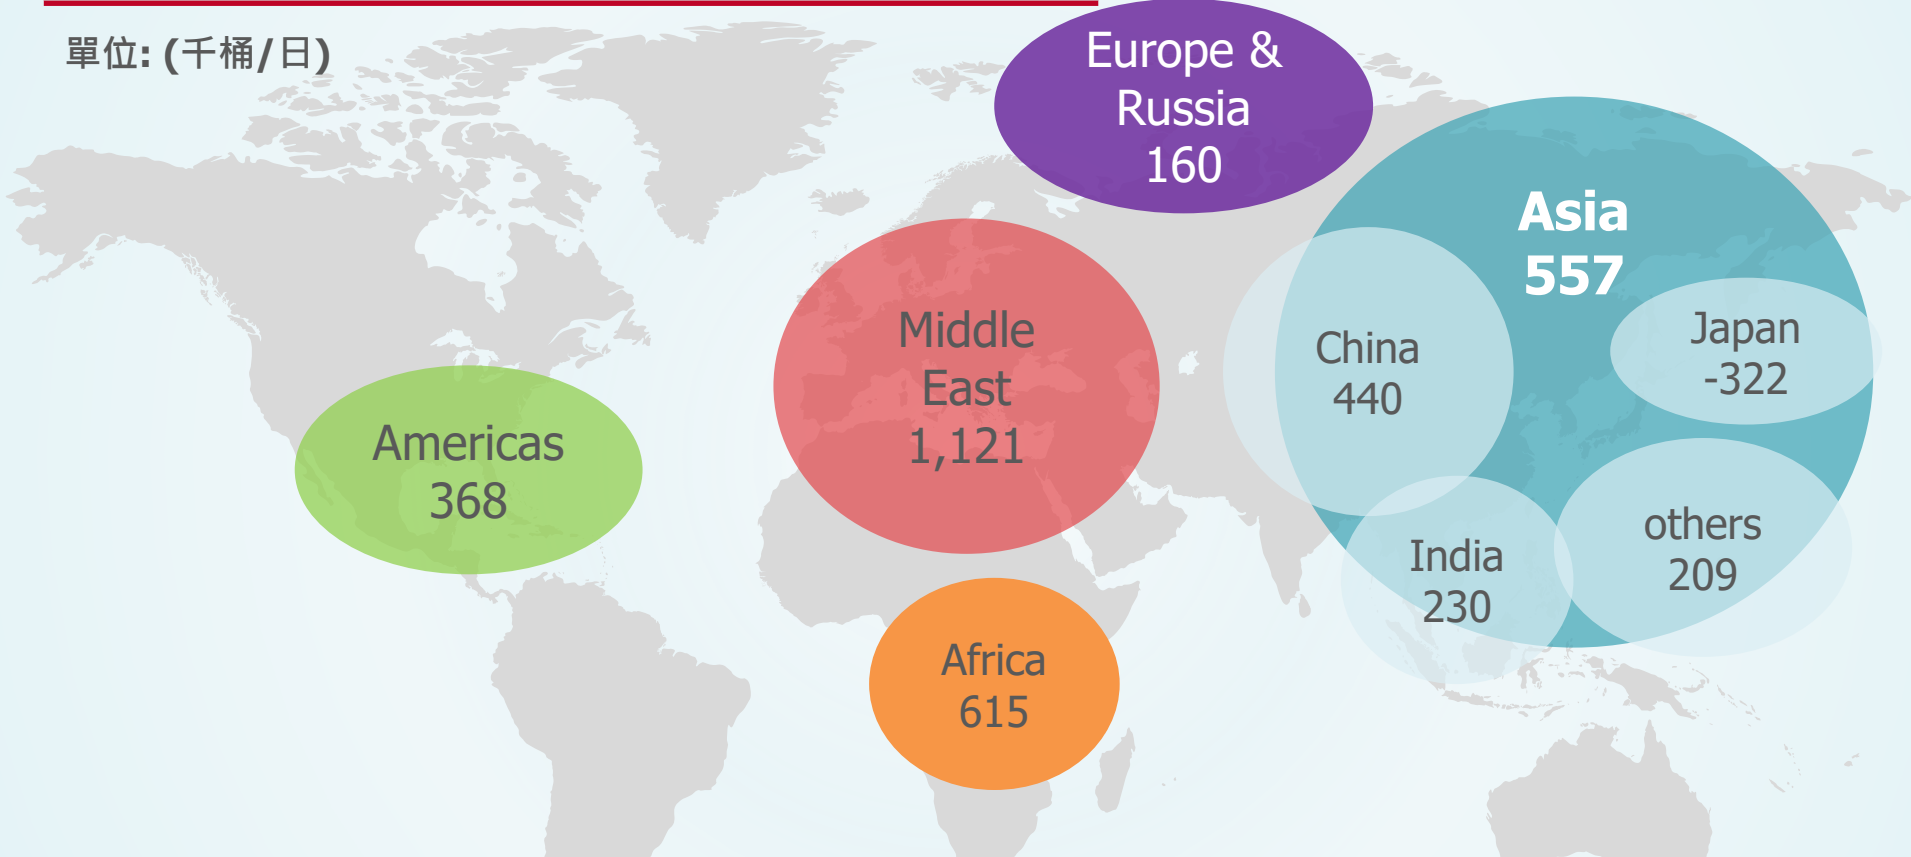 單位: (千桶/日)
Europe &
Russia
160
Asia
557
Middle
East
1,121
China
440
Japan
-322
Americas
368
others
209
India
230
Africa
615